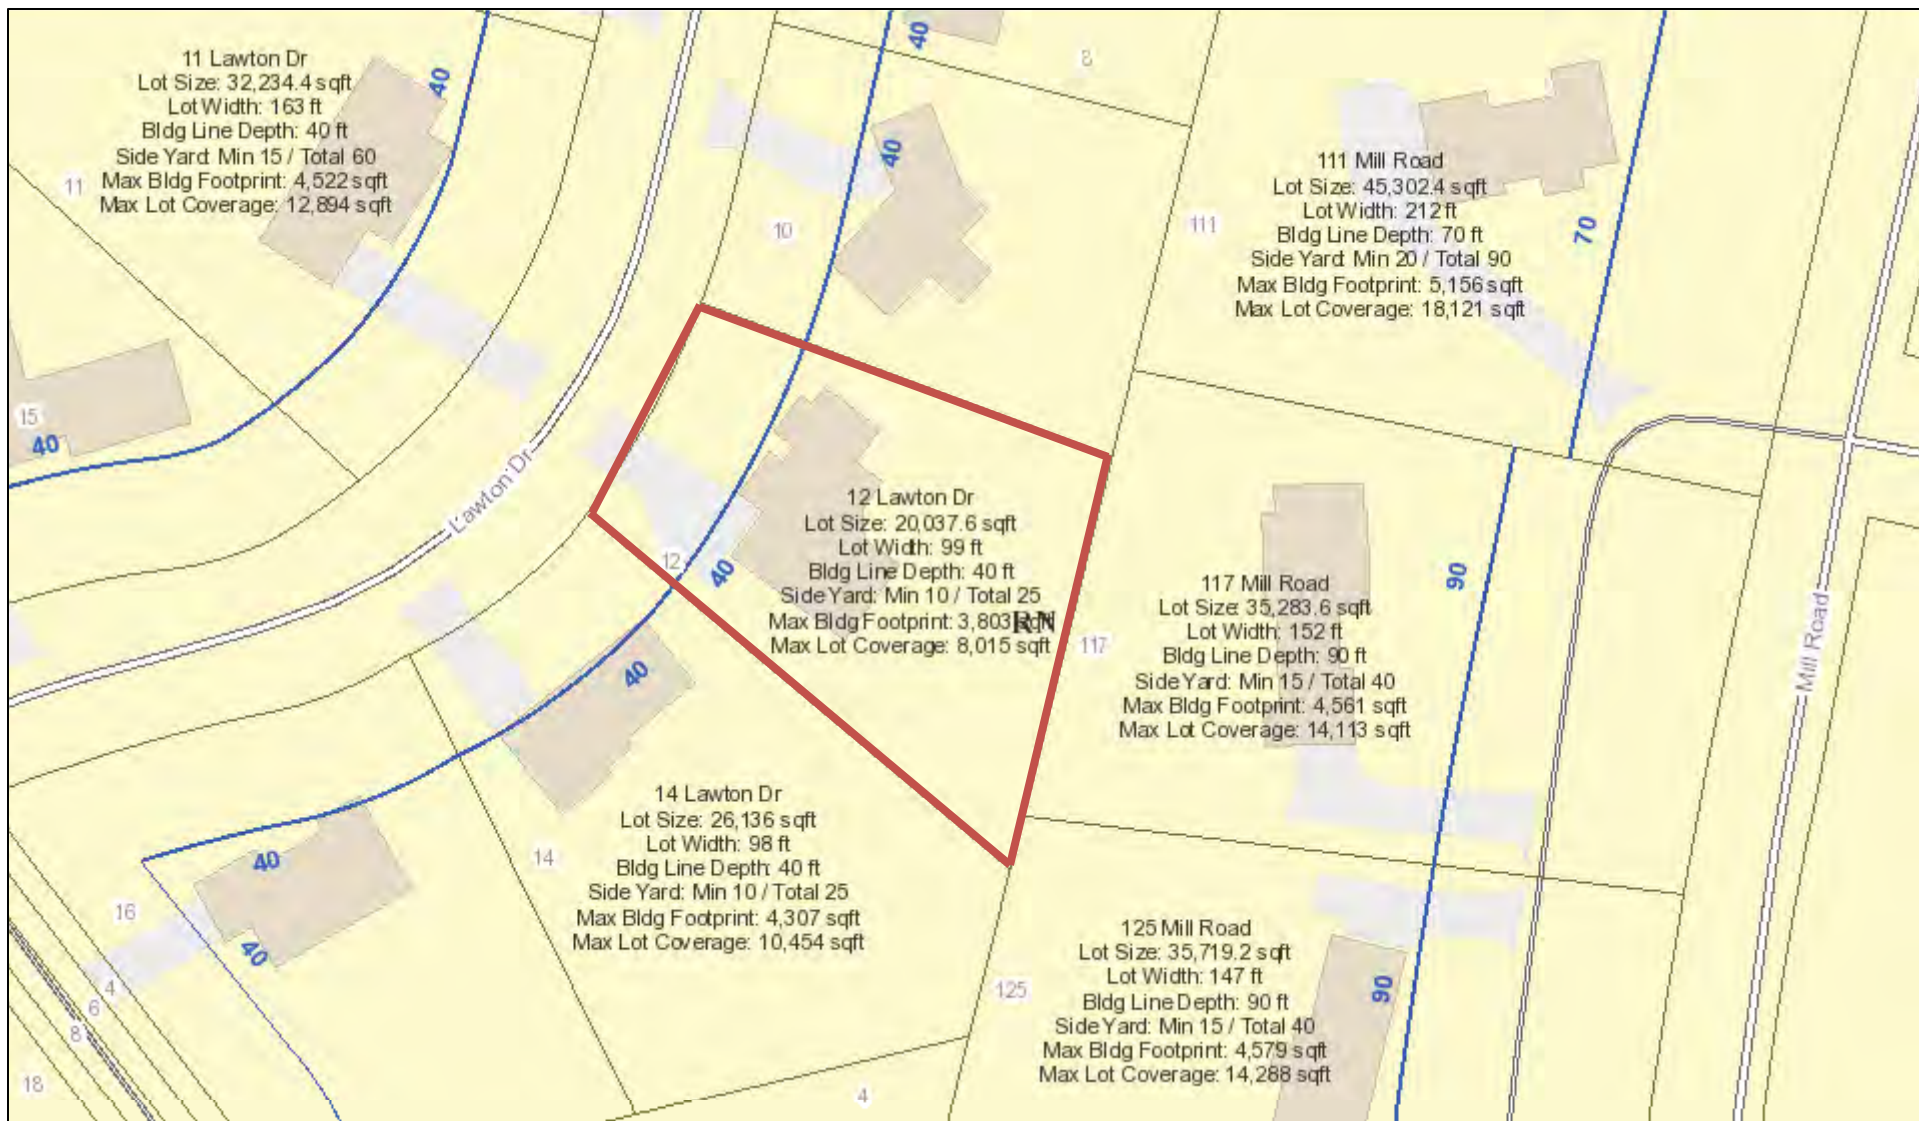 11 Lawton Dr
Lot Size: 32,234.4 sqft
Lot Width: 163 ft
Bldg Line Depth: 40 ft
Side Yard: Min 15 / Total 60
Max Bldg Footprint: 4,522 sqft
Max Lot Coverage: 12,894 sqft
40
40
8
40
11
10
111
111 Mill Road
Lot Size: 45,302.4 sqft
Lot Width: 212 ft
Bldg Line Depth: 70 ft
Side Yard: Min 20 / Total 90
Max Bldg Footprint: 5,156 sqft
Max Lot Coverage: 18,121 sqft
70
15
40
Lawton Dr
12 Lawton Dr
Lot Size: 20,037.6 sqft
Lot Width: 99 ft
Bldg Line Depth: 40 ft
Side Yard: Min 10 / Total 25
Max Bldg Footprint: 3,803 sqft
Max Lot Coverage: 8,015 sqft
RN
12
40
117
117 Mill Road
Lot Size: 35,283.6 sqft
Lot Width: 152 ft
Bldg Line Depth: 90 ft
Side Yard: Min 15 / Total 40
Max Bldg Footprint: 4,561 sqft
Max Lot Coverage: 14,113 sqft
90
Mill Road
40
14 Lawton Dr
Lot Size: 26,136 sqft
Lot Width: 98 ft
Bldg Line Depth: 40 ft
Side Yard: Min 10 / Total 25
Max Bldg Footprint: 4,307 sqft
Max Lot Coverage: 10,454 sqft
14
40
16
40
4
6
8
18
125
125 Mill Road
Lot Size: 35,719.2 sqft
Lot Width: 147 ft
Bldg Line Depth: 90 ft
Side Yard: Min 15 / Total 40
Max Bldg Footprint: 4,579 sqft
Max Lot Coverage: 14,288 sqft
90
4